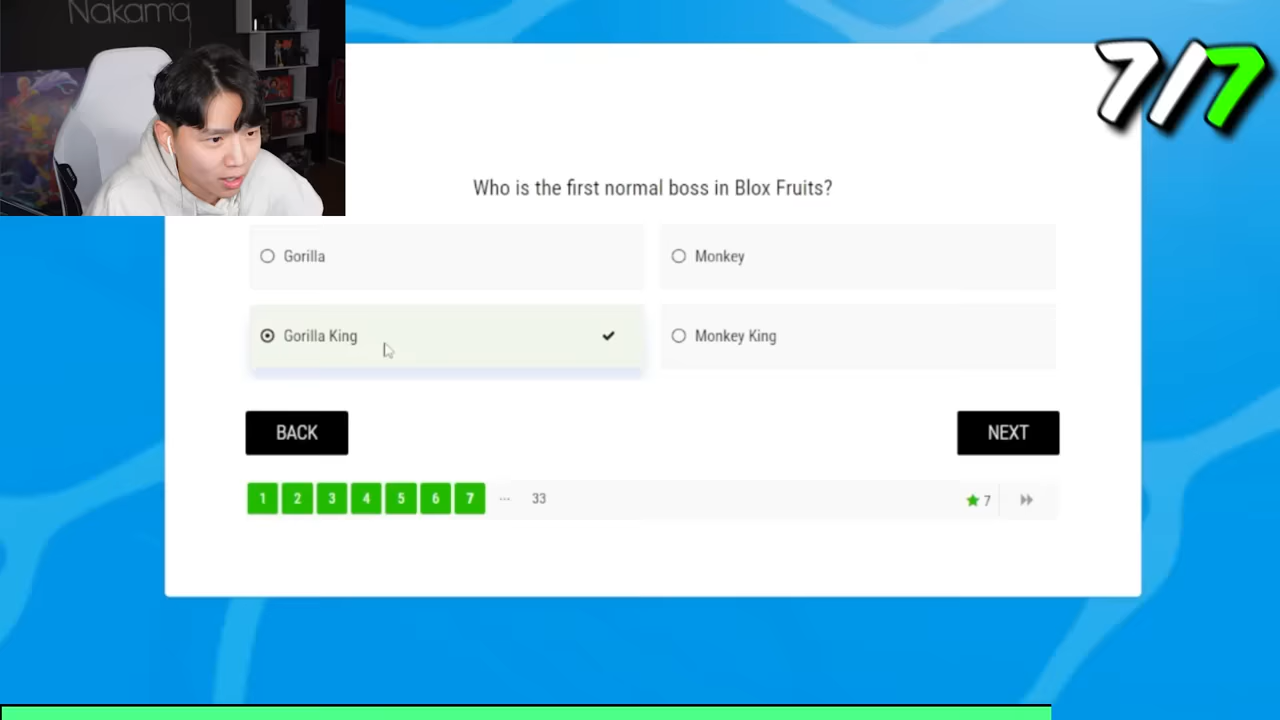 Nakama
7/7
Who is the first normal boss in Blox Fruits?
Gorilla
Monkey
Gorilla King
Monkey King
BACK
NEXT
1 2 3 4 5 6 7 ... 33
7